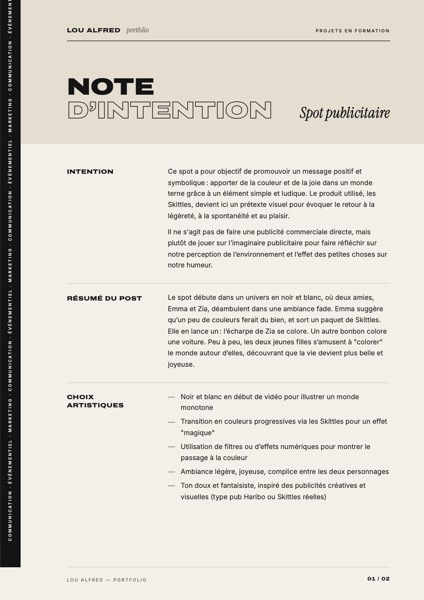 COMMUNICATION · ÉVÉNEMENTIEL · MARKETING · COMMUNICATION · ÉVÉNEMENTIEL · MARKETING · COMMUNICATION · ÉVÉNEMENTIEL · MARKETING · COMMUNICATION · ÉVÉNEMENTIEL · MARKETING · COMMUNICATION · ÉVÉNEMENT
LOU ALFRED portfolio PROJETS EN FORMATION
NOTE
D'INTENTION Spot publicitaire
INTENTION
Ce spot a pour objectif de promouvoir un message positif et
symbolique : apporter de la couleur et de la joie dans un monde
terne grâce à un élément simple et ludique. Le produit utilisé, les
Skittles, devient ici un prétexte visuel pour évoquer le retour à la
légèreté, à la spontanéité et au plaisir.
Il ne s'agit pas de faire une publicité commerciale directe, mais
plutôt de jouer sur l'imaginaire publicitaire pour faire réfléchir sur
notre perception de l'environnement et l'effet des petites choses sur
notre humeur.
RÉSUMÉ DU POST
Le spot débute dans un univers en noir et blanc, où deux amies,
Emma et Zia, déambulent dans une ambiance fade. Emma suggère
qu'un peu de couleurs ferait du bien, et sort un paquet de Skittles.
Elle en lance un : l'écharpe de Zia se colore. Un autre bonbon colore
une voiture. Peu à peu, les deux jeunes filles s'amusent à "colorer"
le monde autour d'elles, découvrant que la vie devient plus belle et
joyeuse.
CHOIX
ARTISTIQUES
— Noir et blanc en début de vidéo pour illustrer un monde
monotone
— Transition en couleurs progressives via les Skittles pour un effet
"magique"
— Utilisation de filtres ou d'effets numériques pour montrer le
passage à la couleur
— Ambiance légère, joyeuse, complice entre les deux personnages
— Ton doux et fantaisiste, inspiré des publicités créatives et
visuelles (type pub Haribo ou Skittles réelles)
LOU ALFRED — PORTFOLIO 01 / 02